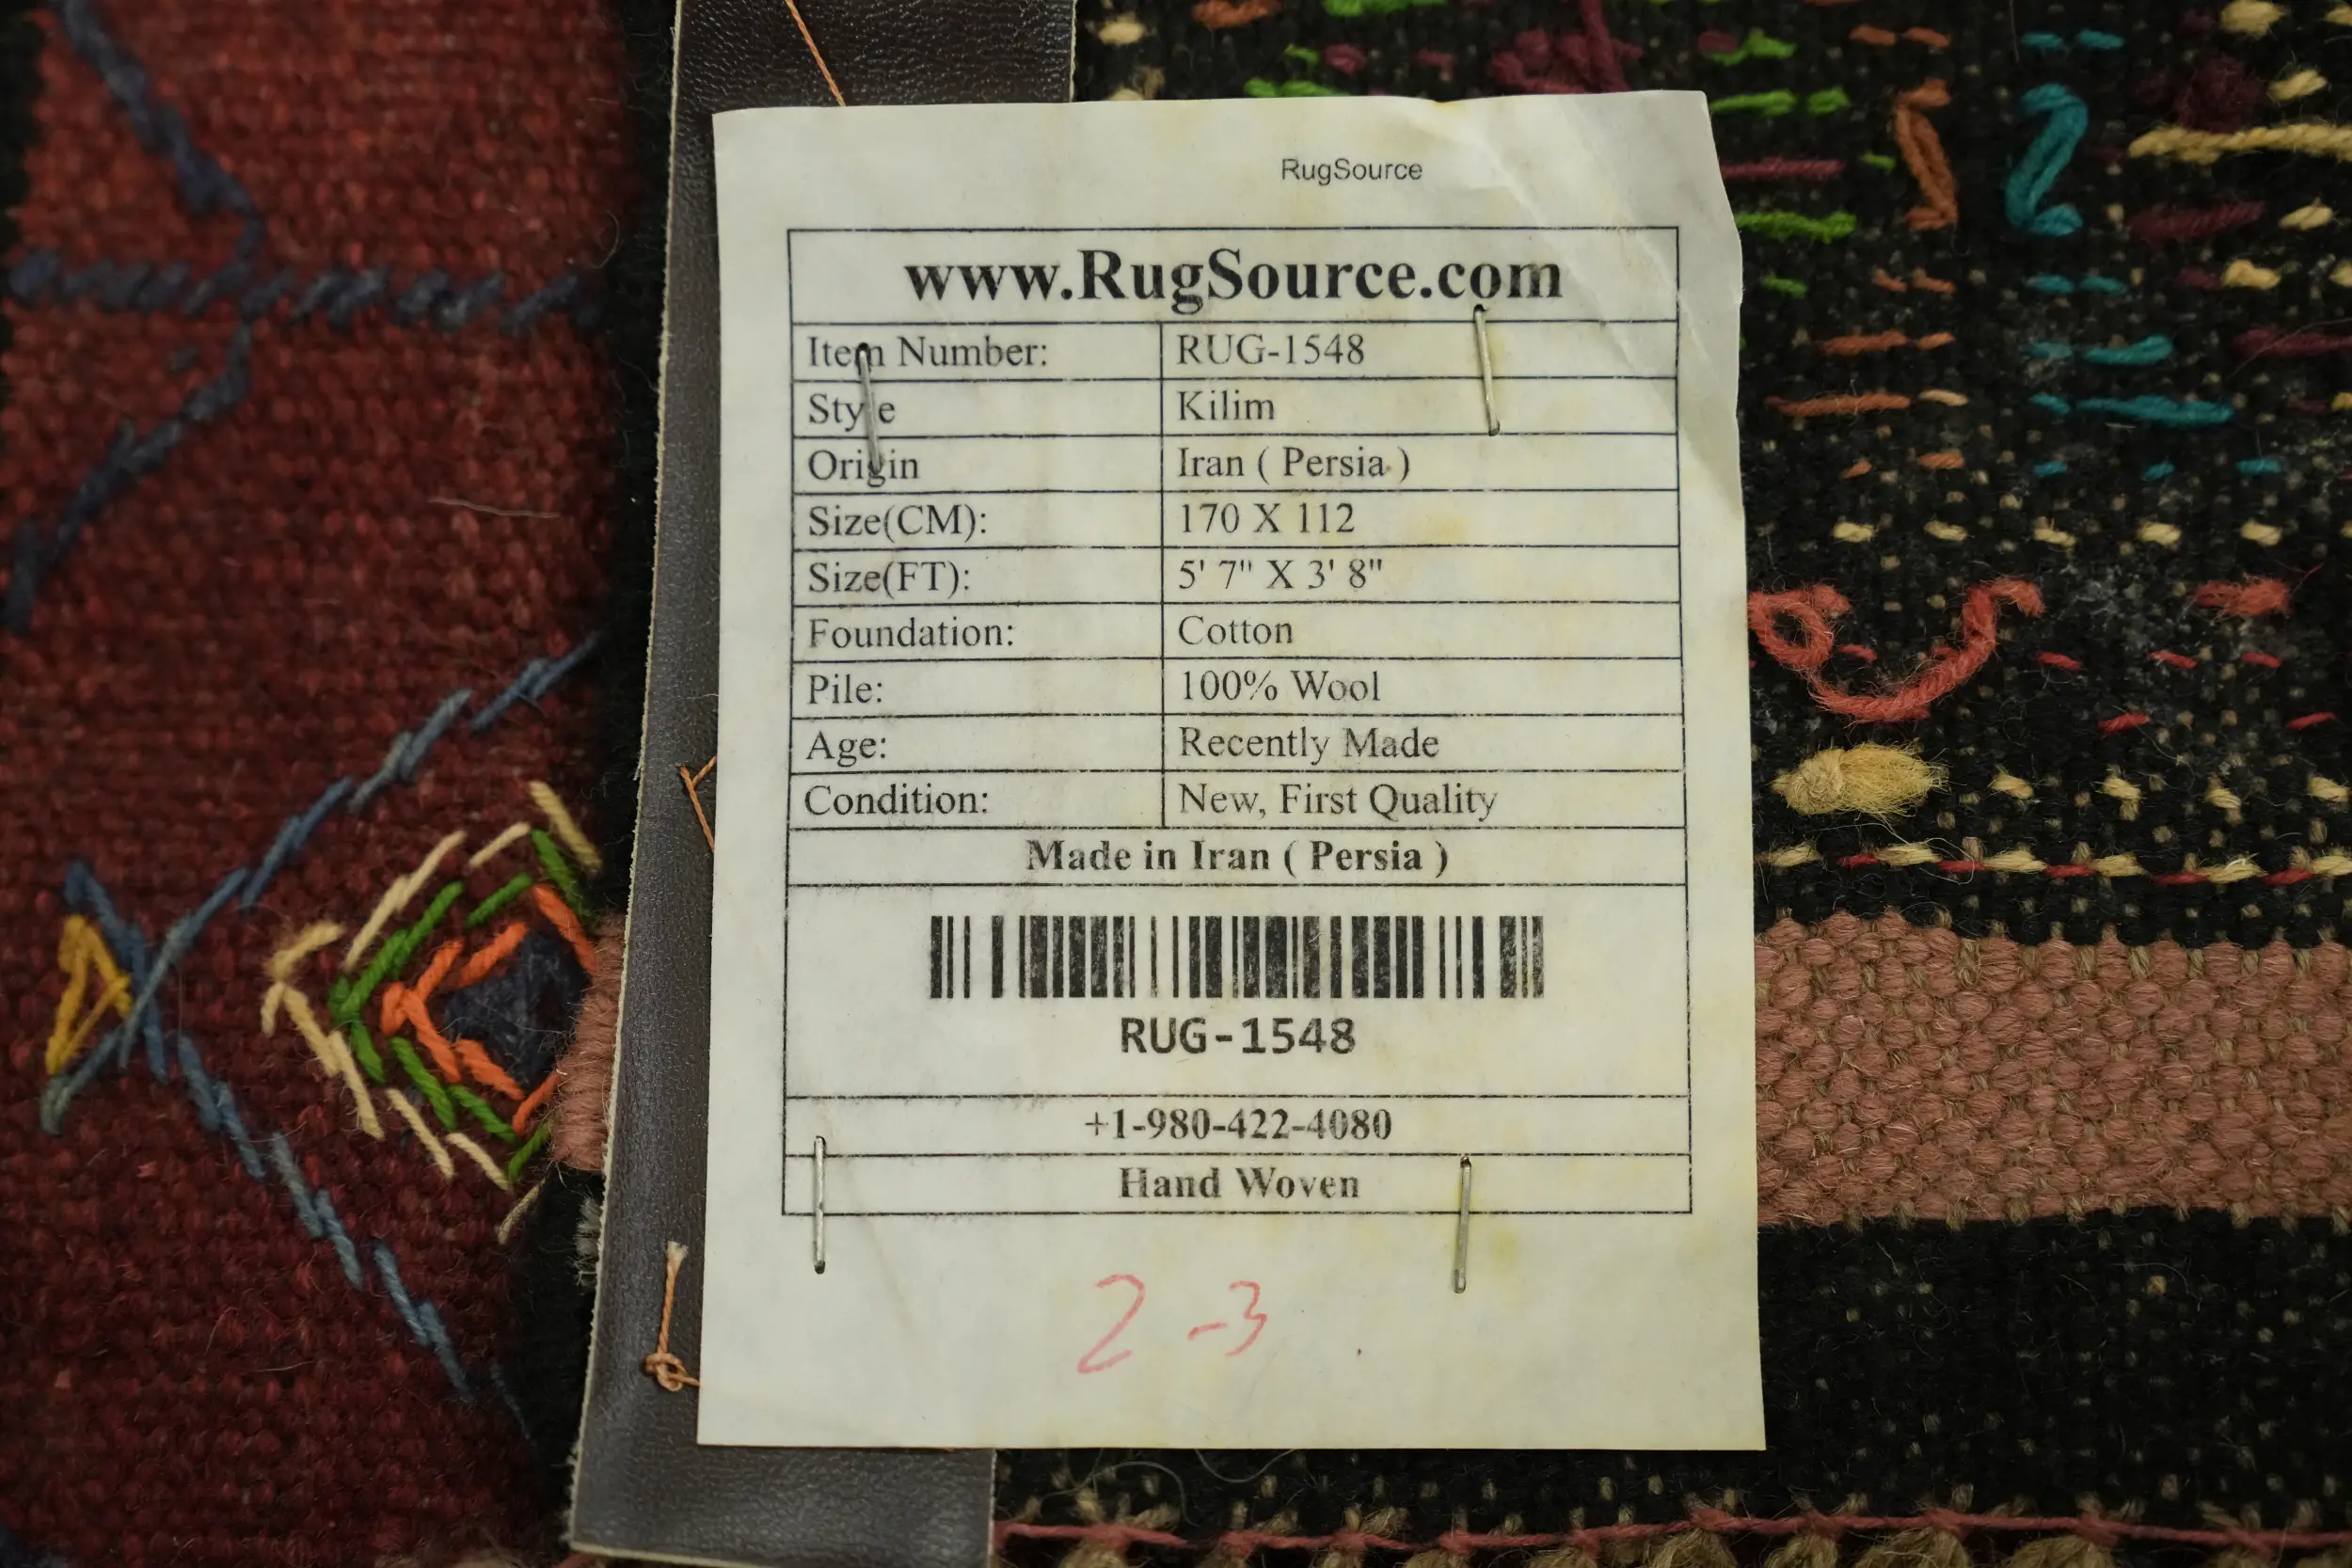 RugSource
www.RugSource.com
Item Number: RUG-1548
Style Kilim
Origin Iran ( Persia )
Size(CM): 170 X 112
Size(FT): 5' 7" X 3' 8"
Foundation: Cotton
Pile: 100% Wool
Age: Recently Made
Condition: New, First Quality
Made in Iran ( Persia )
RUG-1548
+1-980-422-4080
Hand Woven
2-3